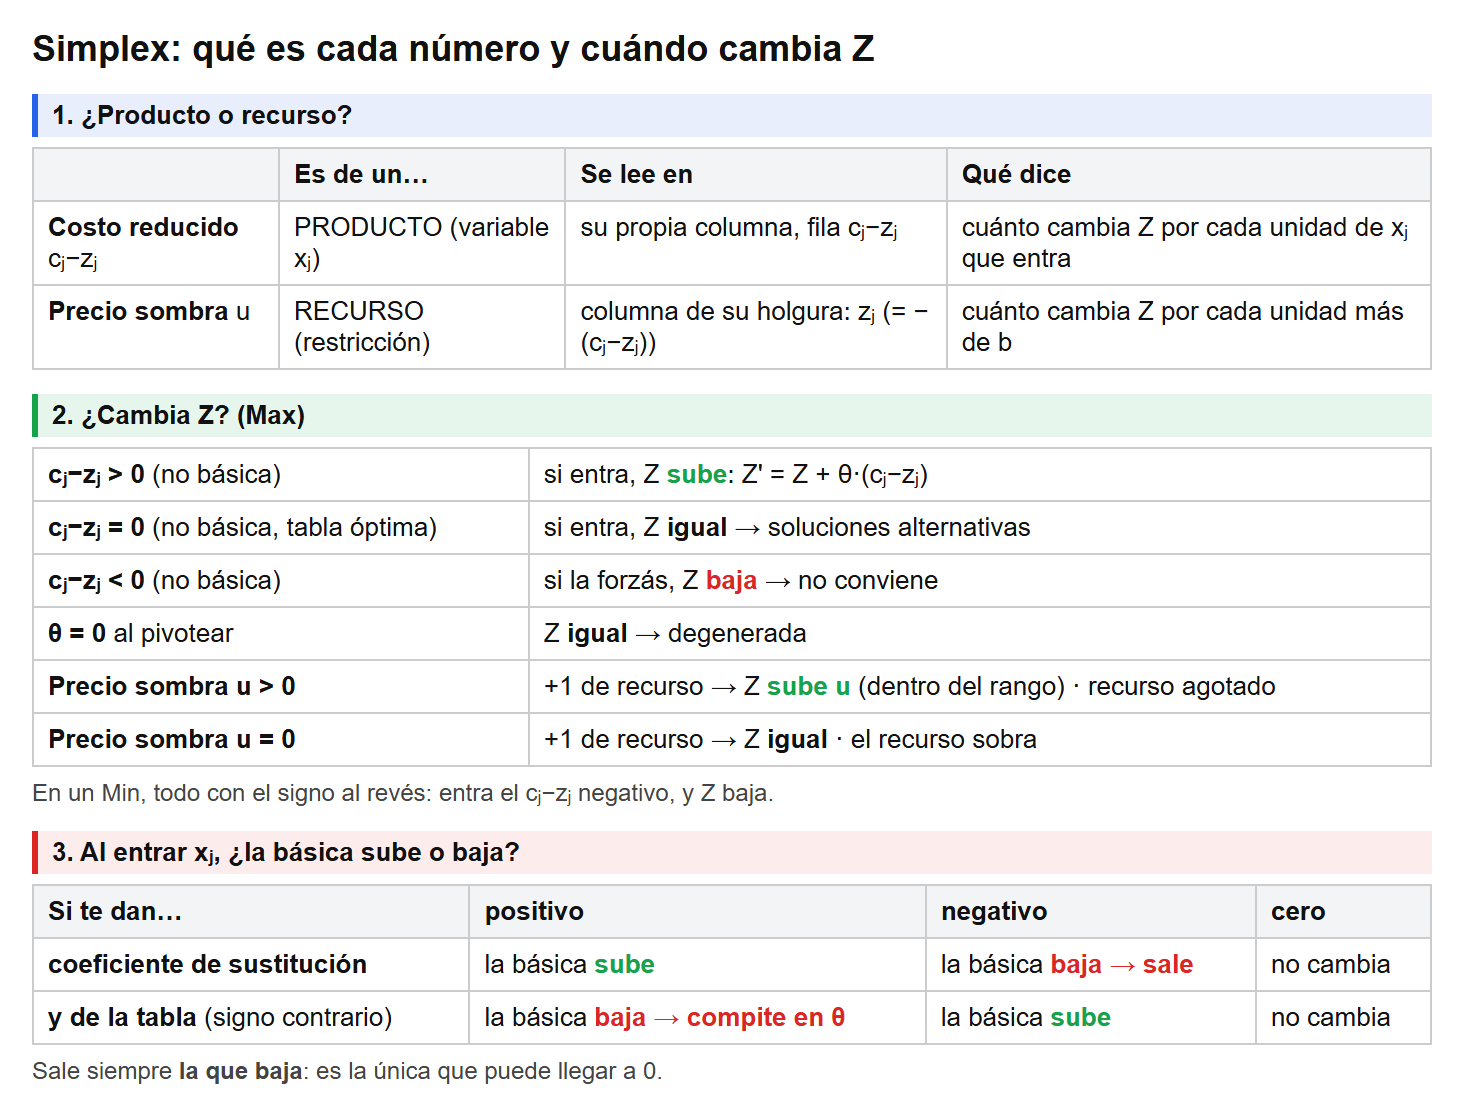 Simplex: qué es cada número y cuándo cambia Z
1. ¿Producto o recurso?
Es de un… Se lee en Qué dice
Costo reducido cⱼ−zⱼ PRODUCTO (variable xⱼ) su propia columna, fila cⱼ−zⱼ cuánto cambia Z por cada unidad de xⱼ que entra
Precio sombra u RECURSO (restricción) columna de su holgura: zⱼ (= −(cⱼ−zⱼ)) cuánto cambia Z por cada unidad más de b
2. ¿Cambia Z? (Max)
cⱼ−zⱼ > 0 (no básica) si entra, Z sube: Z' = Z + θ·(cⱼ−zⱼ)
cⱼ−zⱼ = 0 (no básica, tabla óptima) si entra, Z igual → soluciones alternativas
cⱼ−zⱼ < 0 (no básica) si la forzás, Z baja → no conviene
θ = 0 al pivotear Z igual → degenerada
Precio sombra u > 0 +1 de recurso → Z sube u (dentro del rango) · recurso agotado
Precio sombra u = 0 +1 de recurso → Z igual · el recurso sobra
En un Min, todo con el signo al revés: entra el cⱼ−zⱼ negativo, y Z baja.
3. Al entrar xⱼ, ¿la básica sube o baja?
Si te dan… positivo negativo cero
coeficiente de sustitución la básica sube la básica baja → sale no cambia
y de la tabla (signo contrario) la básica baja → compite en θ la básica sube no cambia
Sale siempre la que baja: es la única que puede llegar a 0.